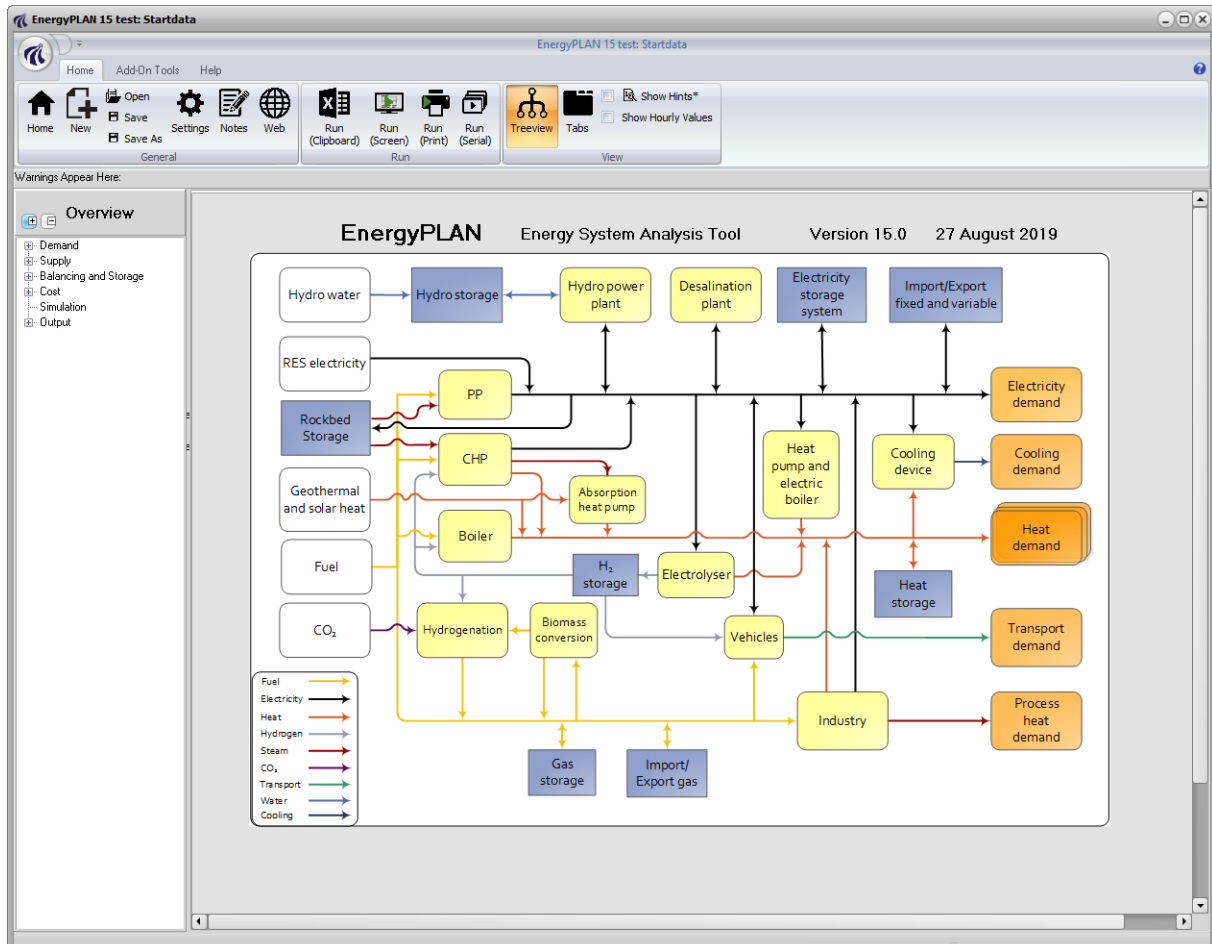 EnergyPLAN 15 test: Startdata
EnergyPLAN 15 test: Startdata
Home Add-On Tools Help
Home
New
Open
Save
Save As
Settings
Notes
Web
General
Run
(Clipboard)
Run
(Screen)
Run
(Print)
Run
(Serial)
Run
Treeview
Tabs
Show Hints*
Show Hourly Values
View
Warnings Appear Here:
Overview
Demand
Supply
Balancing and Storage
Cost
Simulation
Output
EnergyPLAN Energy System Analysis Tool Version 15.0 27 August 2019
Hydro water
Hydro storage
Hydro power
plant
Desalination
plant
Electricity
storage
system
Import/Export
fixed and variable
RES electricity
PP
Electricity
demand
Rockbed
Storage
CHP
Heat
pump and
electric
boiler
Cooling
device
Cooling
demand
Geothermal
and solar heat
Absorption
heat pump
Boiler
Heat
demand
Fuel
H₂
storage
Electrolyser
Heat
storage
CO₂
Hydrogenation
Biomass
conversion
Vehicles
Transport
demand
Fuel
Electricity
Heat
Hydrogen
Steam
CO₂
Transport
Water
Cooling
Industry
Process
heat
demand
Gas
storage
Import/
Export gas